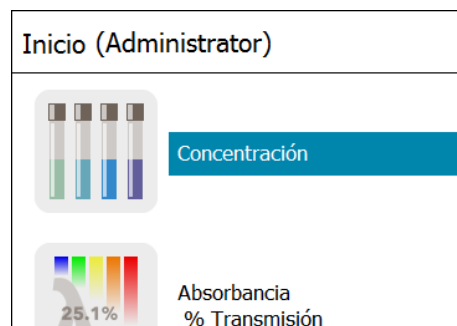 Inicio (Administrator)
Concentración
Absorbancia
25.1%
% Transmisión